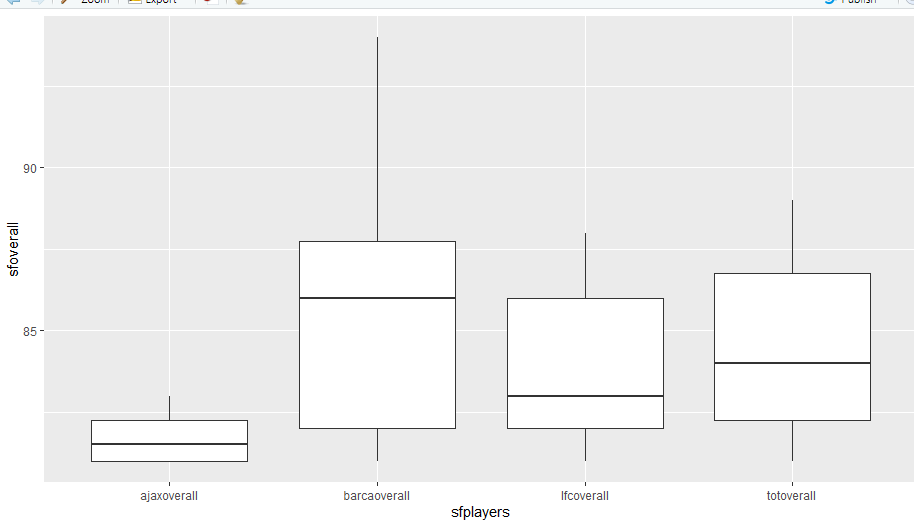 Zoom Export Publish
90
sfoverall
85
ajaxoverall barcaoverall lfcoverall totoverall
sfplayers